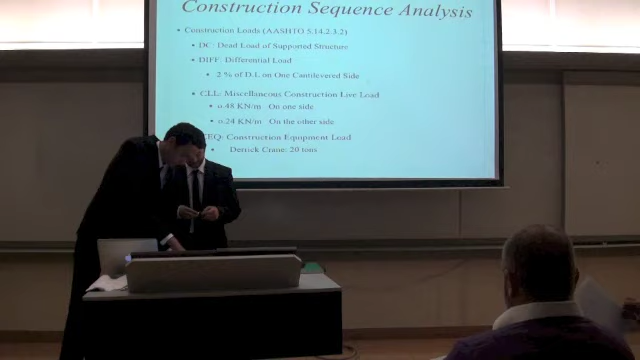 Construction Sequence Analysis
• Construction Loads (AASHTO 5.14.2.3.2)
• DC: Dead Load of Supported Structure
• DIFF: Differential Load
• 2 % of D.L on One Cantilevered Side
• CLL: Miscellaneous Construction Live Load
• 0.48 KN/m On one side
• 0.24 KN/m On the other side
CEQ: Construction Equipment Load
• Derrick Crane: 20 tons